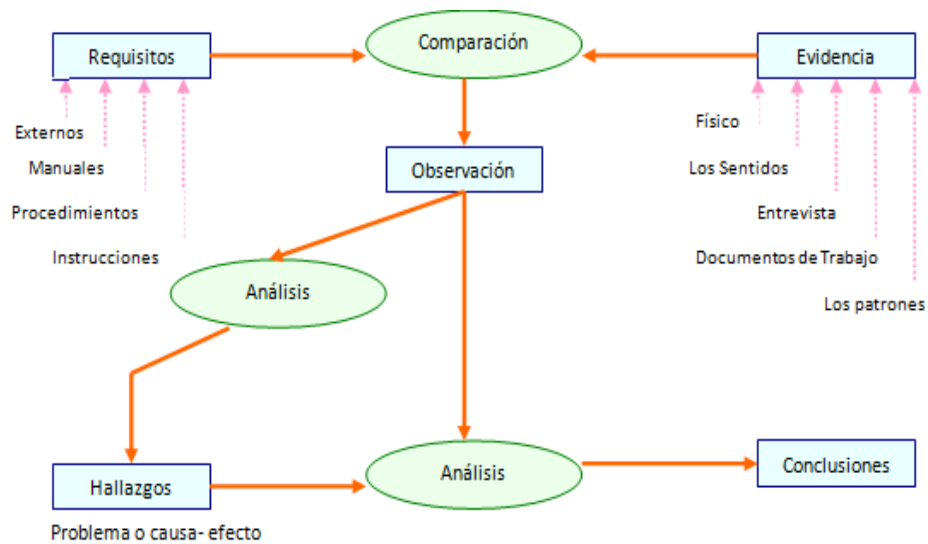 Comparación
Requisitos
Evidencia
Externos
Manuales
Procedimientos
Instrucciones
Físico
Los Sentidos
Entrevista
Documentos de Trabajo
Los patrones
Observación
Análisis
Hallazgos
Problema o causa- efecto
Análisis
Conclusiones